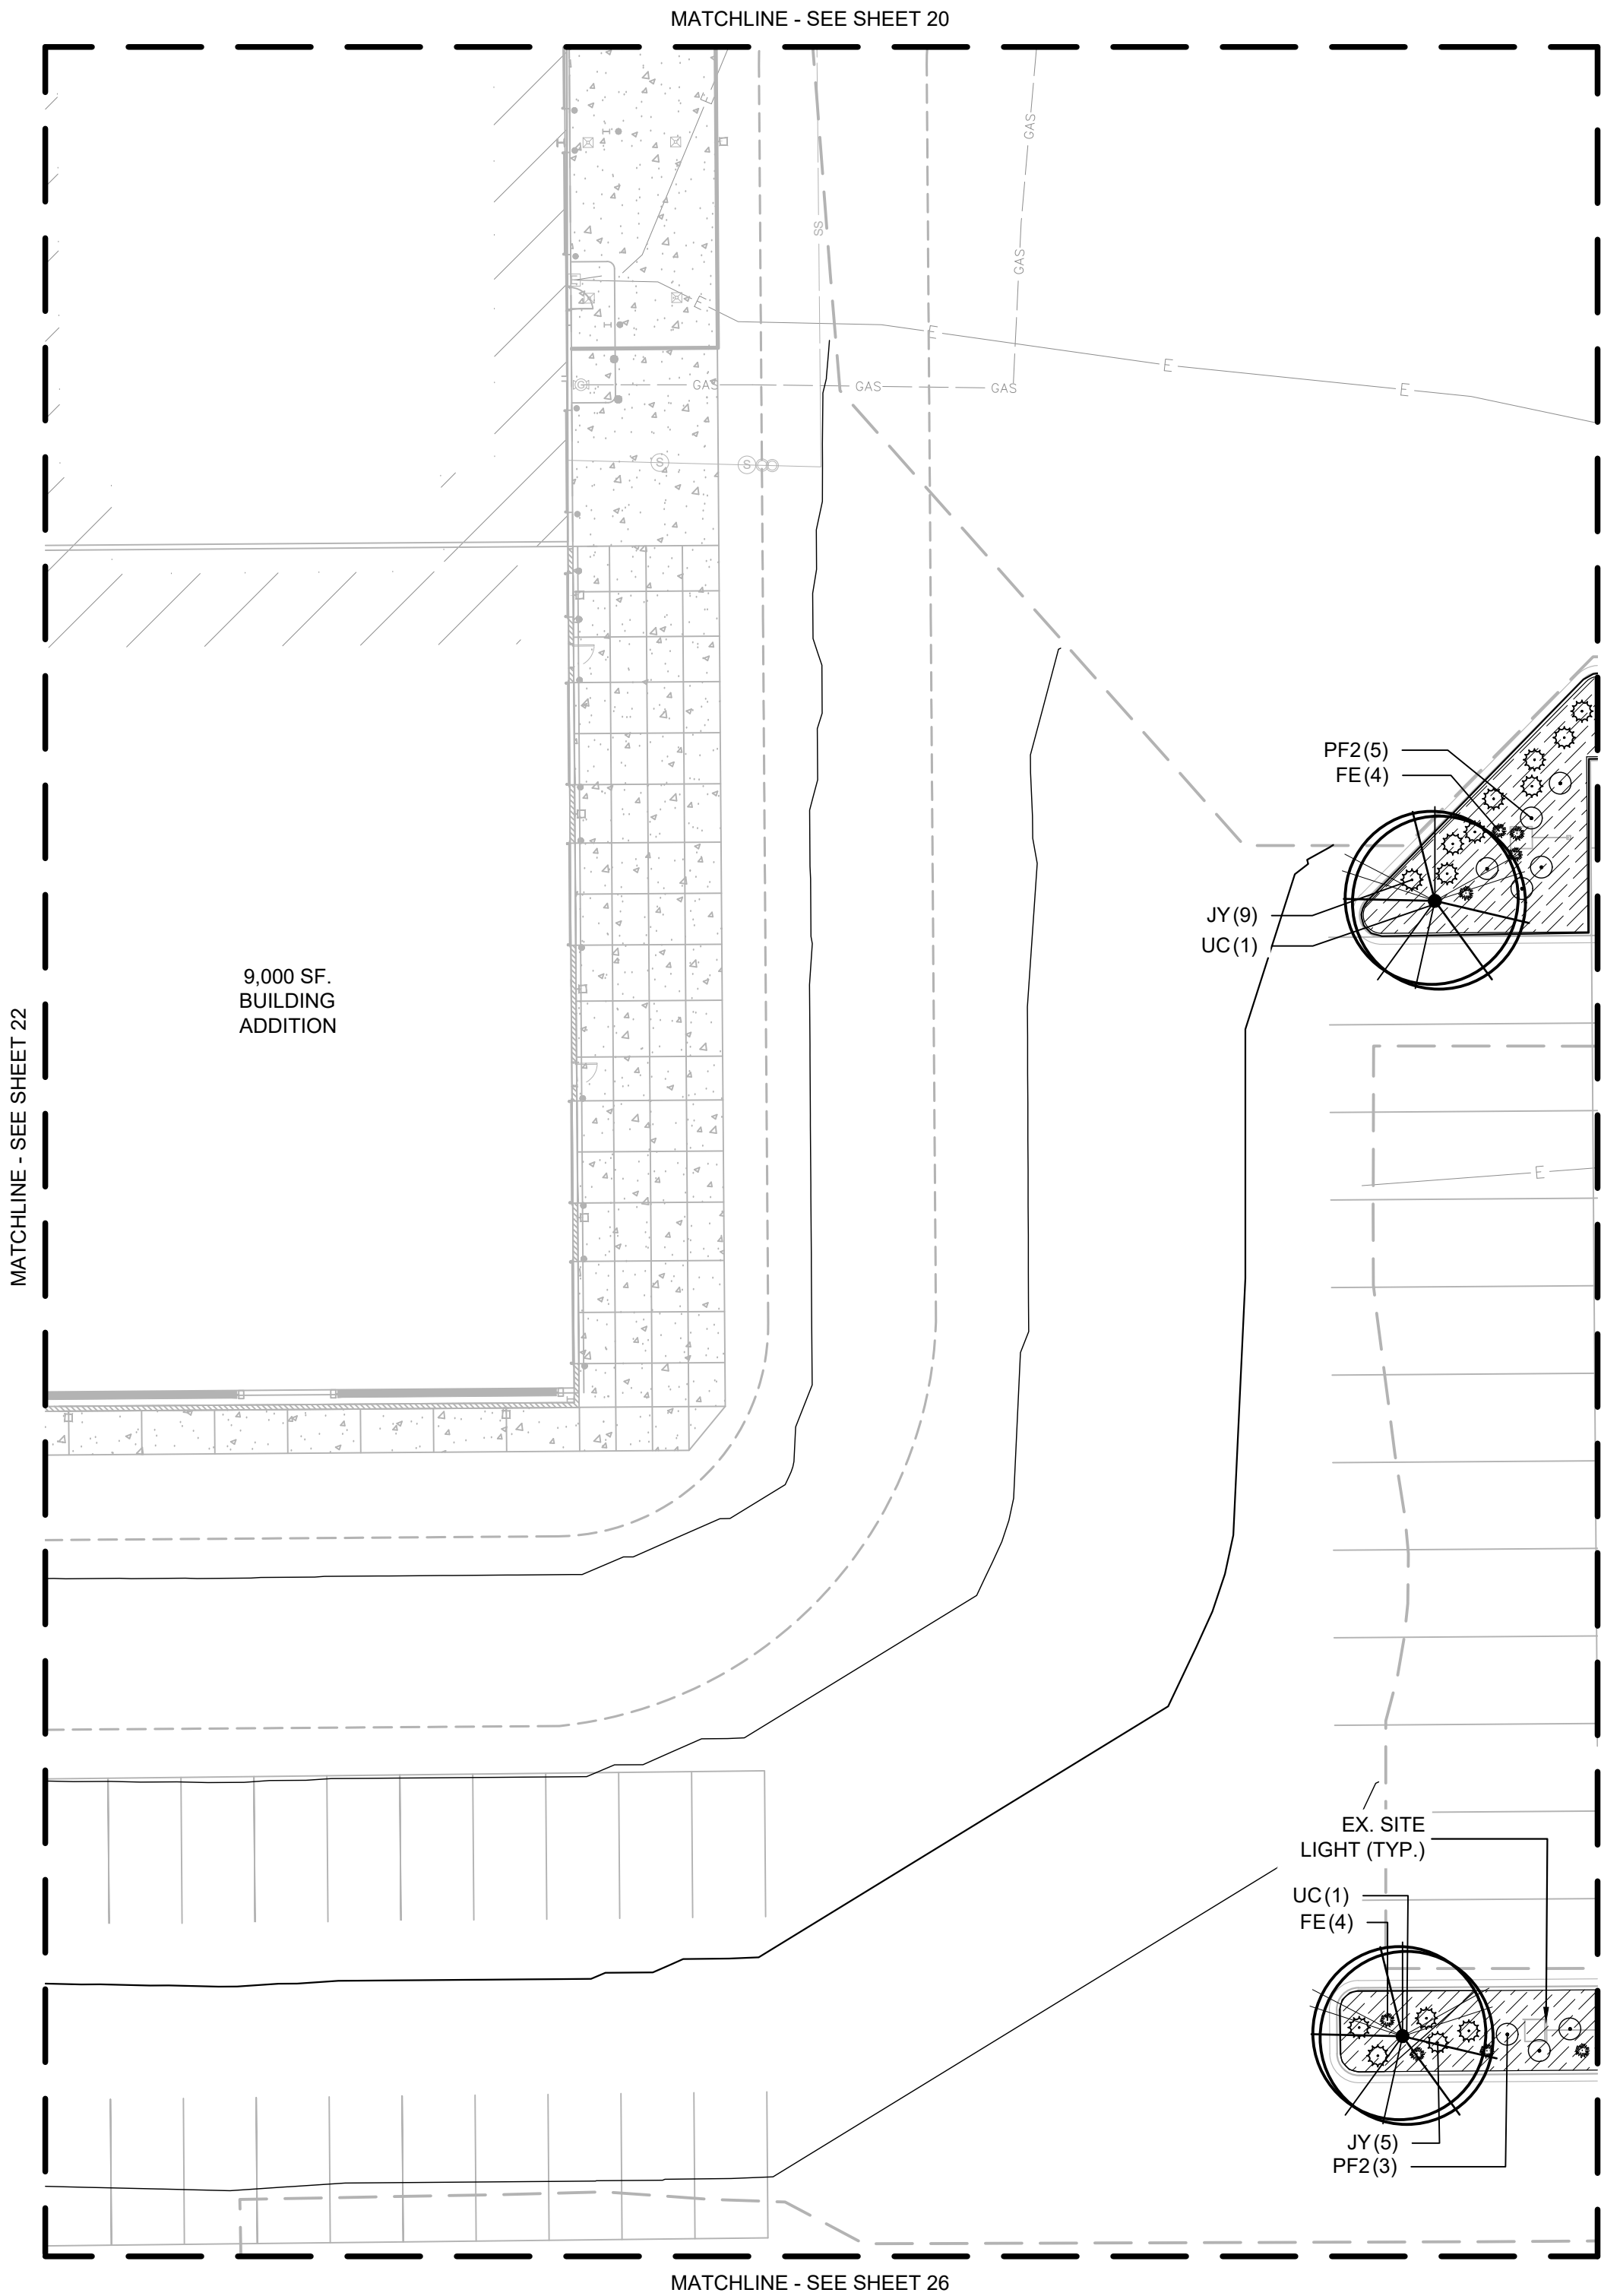 MATCHLINE - SEE SHEET 20
E
GAS
SS
GAS
E
E
E
GAS
GAS
GAS
E
S
S
PF2(5)
FE(4)
JY(9)
UC(1)
9,000 SF.
BUILDING
ADDITION
MATCHLINE - SEE SHEET 22
E
EX. SITE
LIGHT (TYP.)
UC(1)
FE(4)
JY(5)
PF2(3)
MATCHLINE - SEE SHEET 26